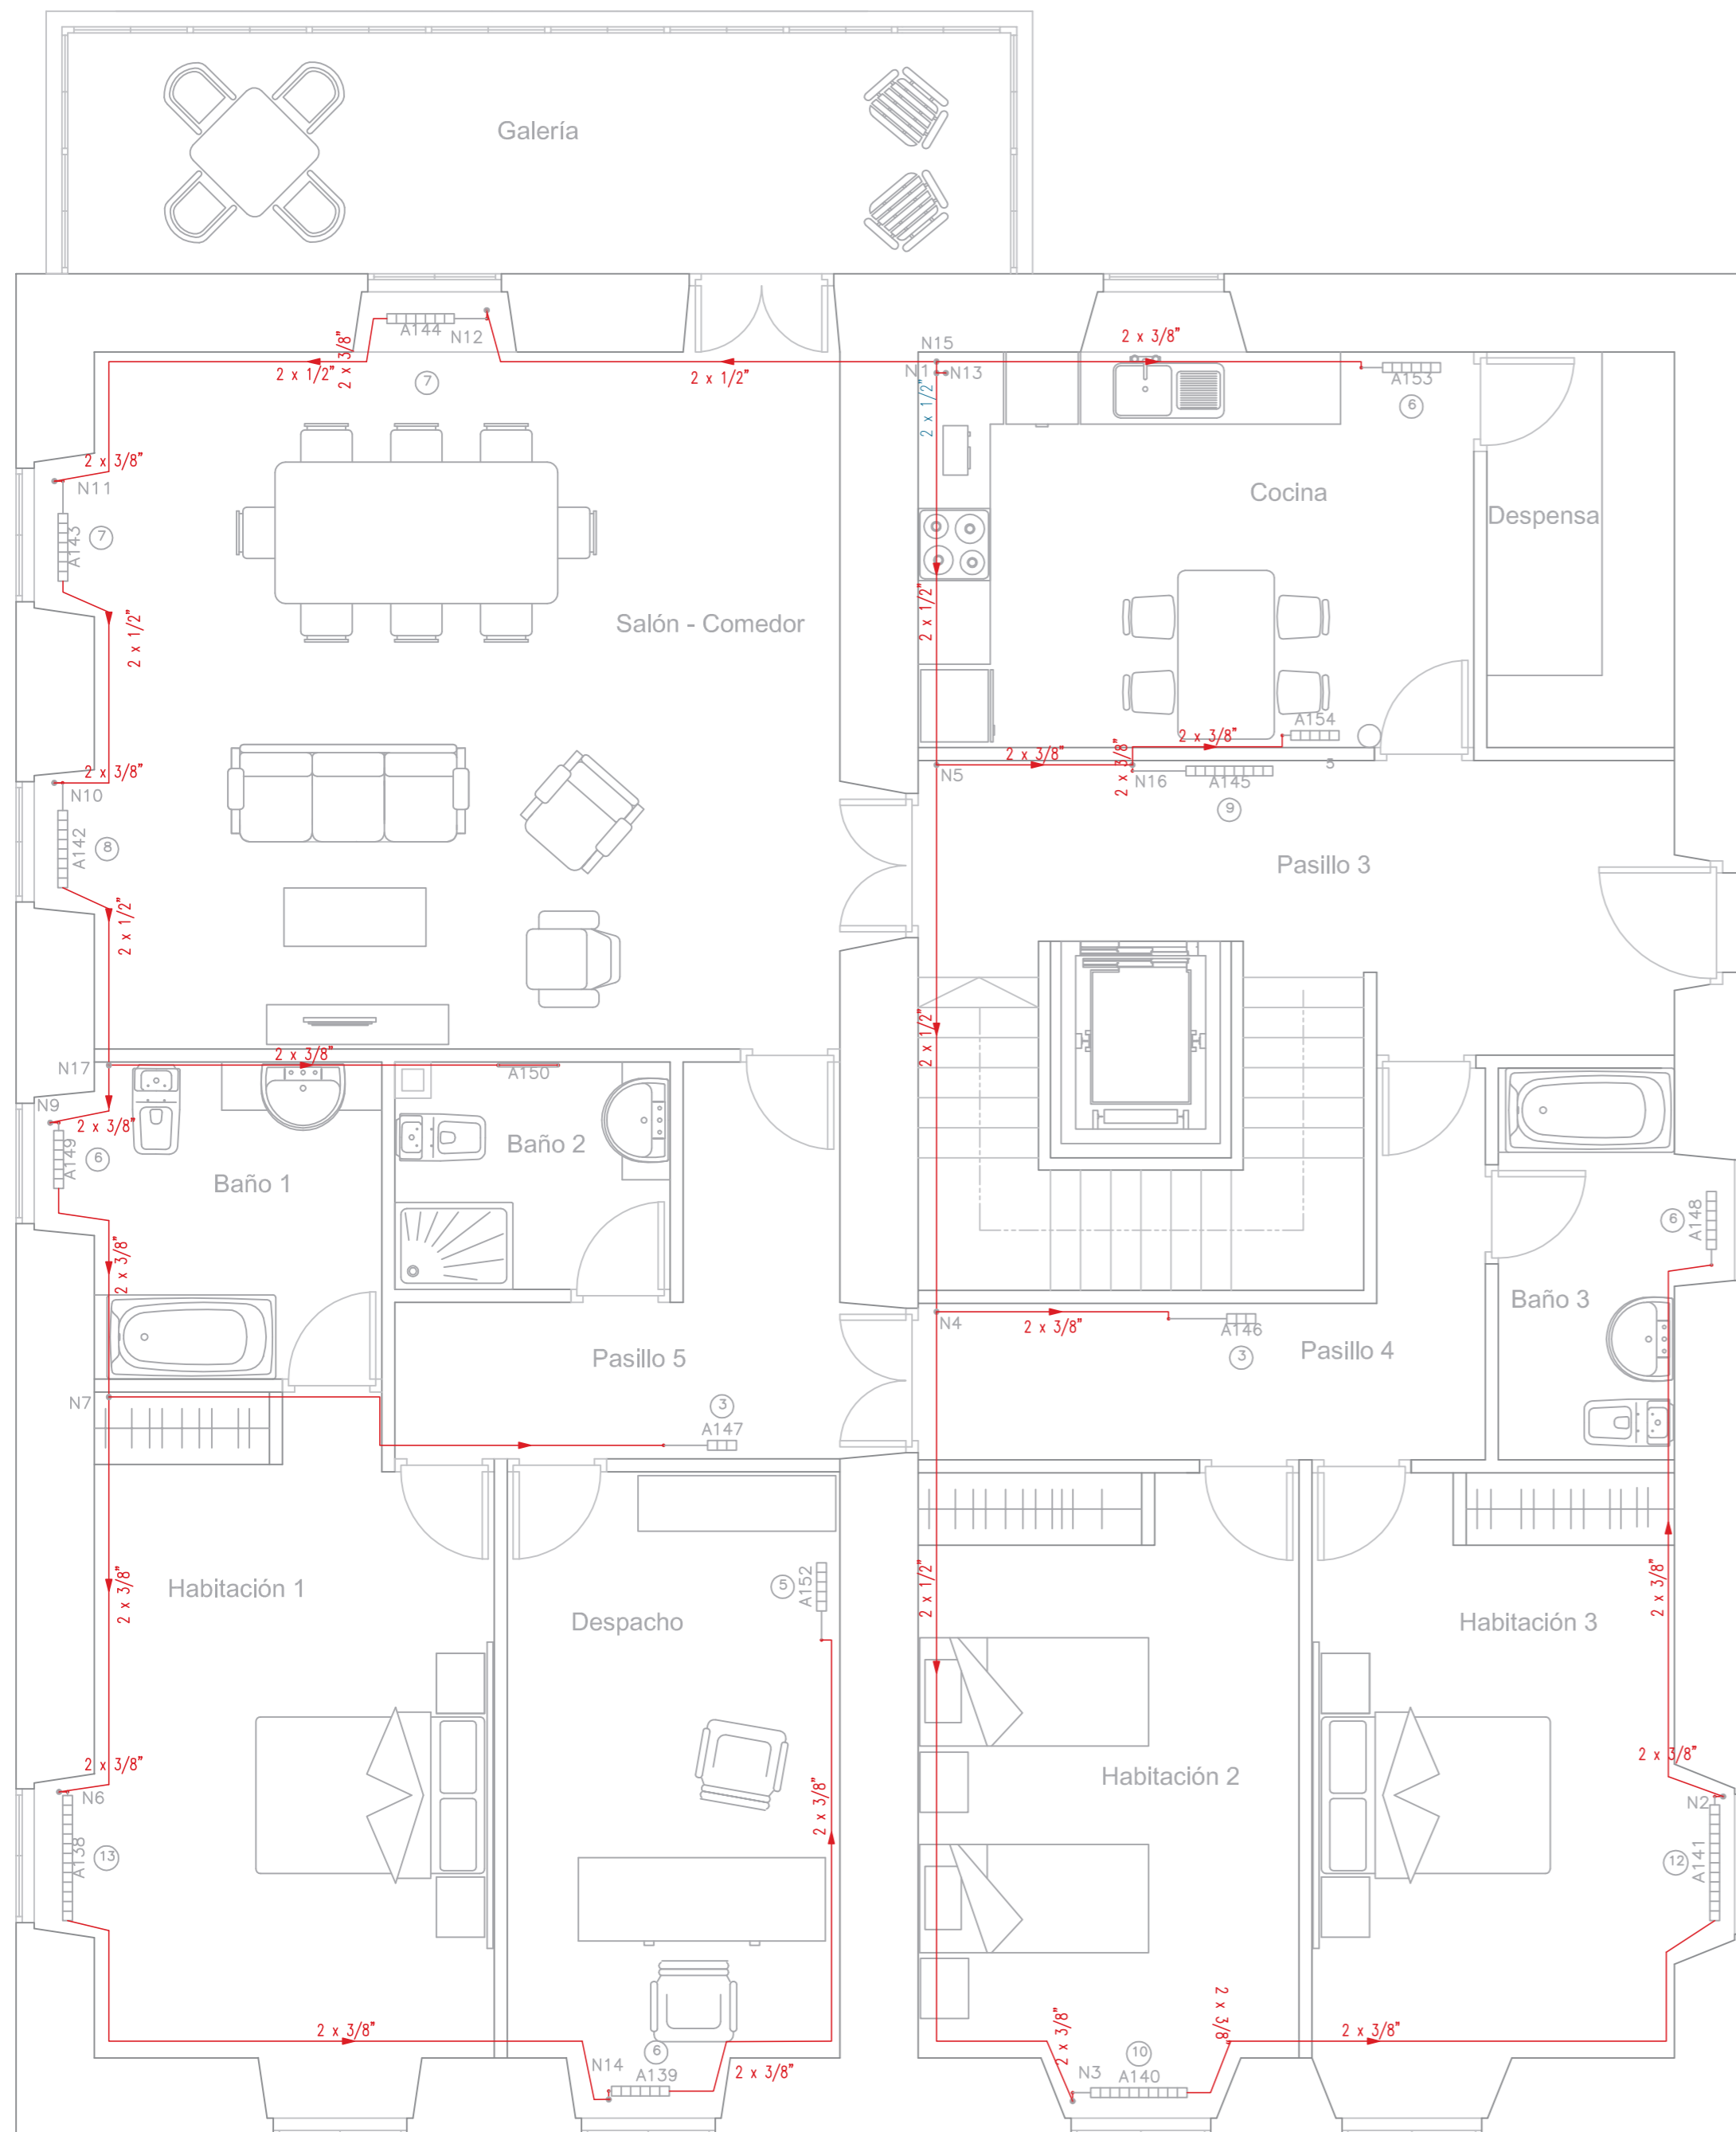 Galería
2 x 3/8"
A144
N12
2 x 1/2"
2 x 3/8"
7
2 x 1/2"
N15
N1
N13
2 x 1/2"
A153
6
2 x 3/8"
N11
A143
7
Cocina
Despensa
2 x 1/2"
Salón - Comedor
2 x 1/2"
A154
2 x 3/8"
2 x 3/8"
2 x 3/8"
N5
N16
A145
5
9
2 x 3/8"
N10
A142
8
Pasillo 3
2 x 1/2"
2 x 1/2"
2 x 3/8"
N17
A150
N9
2 x 3/8"
A149
6
Baño 1
Baño 2
A148
6
2 x 3/8"
Baño 3
N4
2 x 3/8"
A146
3
Pasillo 4
Pasillo 5
N7
3
A147
Habitación 1
2 x 3/8"
5
A152
Despacho
2 x 1/2"
2 x 3/8"
Habitación 3
2 x 3/8"
N6
A138
13
2 x 3/8"
Habitación 2
2 x 3/8"
N2
A141
12
2 x 3/8"
N14
6
A139
2 x 3/8"
2 x 3/8"
N3
10
A140
2 x 3/8"
2 x 3/8"